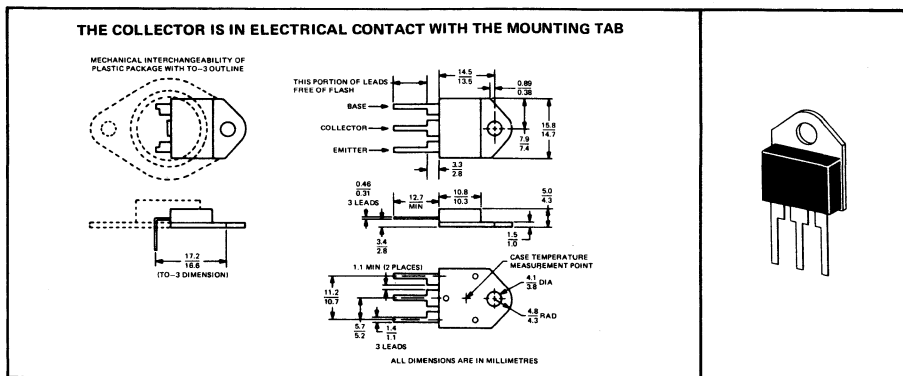 THE COLLECTOR IS IN ELECTRICAL CONTACT WITH THE MOUNTING TAB
MECHANICAL INTERCHANGEABILITY OF
PLASTIC PACKAGE WITH TO-3 OUTLINE
THIS PORTION OF LEADS
FREE OF FLASH
14.5
13.5
0.89
0.38
BASE
COLLECTOR
EMITTER
15.8
14.7
7.9
7.4
3.3
2.8
0.46
0.31
3 LEADS
12.7
MIN
10.8
10.3
5.0
4.3
3.4
2.8
1.5
1.0
17.2
16.6
(TO-3 DIMENSION)
CASE TEMPERATURE
MEASUREMENT POINT
1.1 MIN (2 PLACES)
4.1
3.8 DIA
11.2
10.7
4.8
4.3 RAD
5.7
5.2
1.4
1.1
3 LEADS
ALL DIMENSIONS ARE IN MILLIMETRES